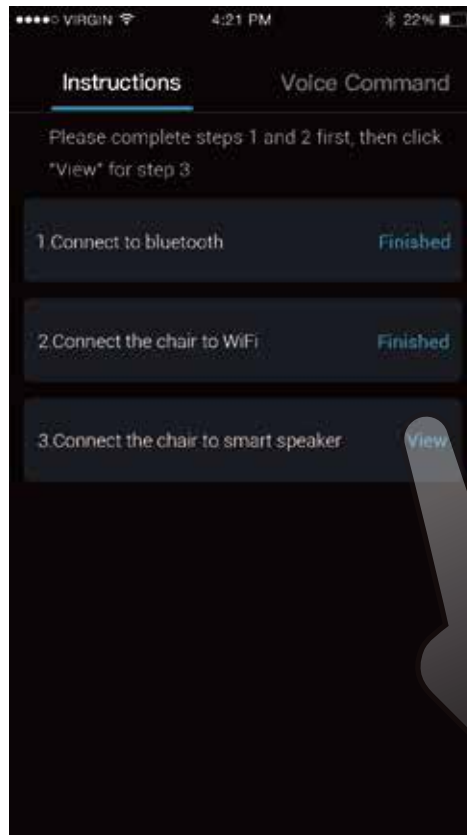 VIRGIN 4:21 PM 22%
Instructions Voice Command
Please complete steps 1 and 2 first, then click
"View" for step 3
1.Connect to bluetooth Finished
2.Connect the chair to WiFi Finished
3.Connect the chair to smart speaker View